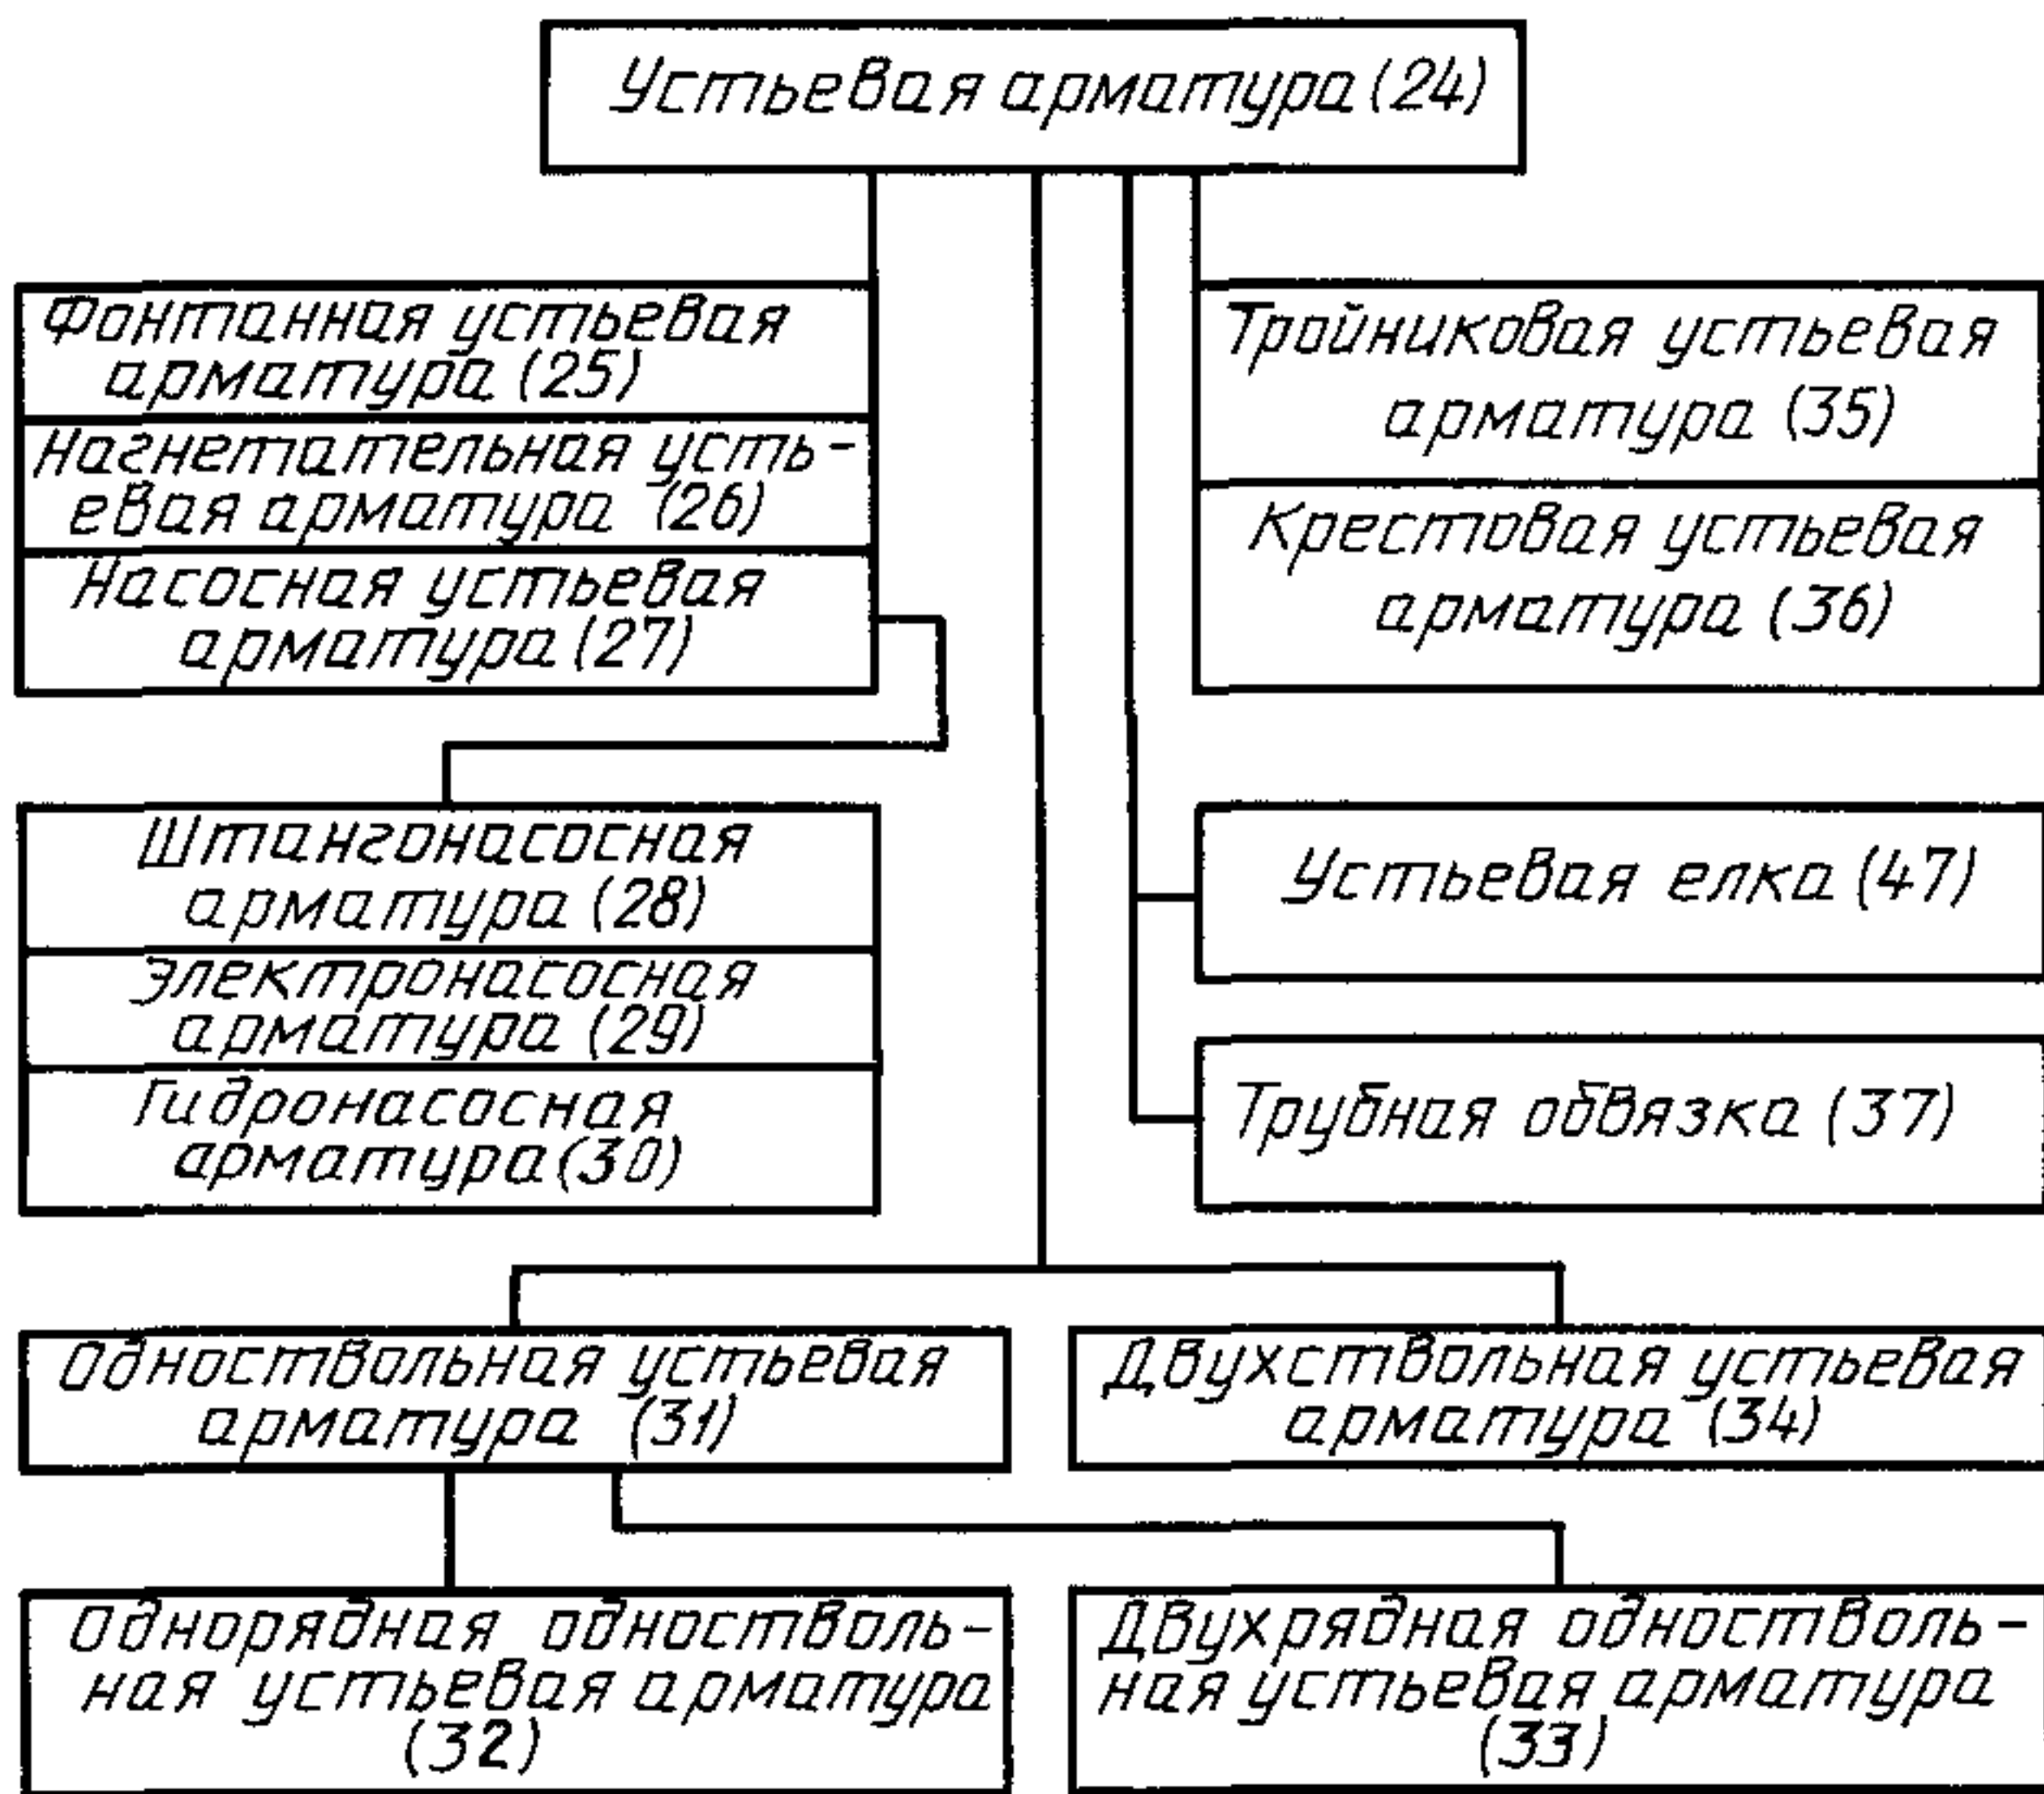 Устьевая арматура (24)
Фонтанная устьевая
арматура (25)
Нагнетательная усть-
евая арматура (26)
Насосная устьевая
арматура (27)
Тройниковая устьевая
арматура (35)
Крестовая устьевая
арматура (36)
Штангонасосная
арматура (28)
Электронасосная
арматура (29)
Гидронасосная
арматура (30)
Устьевая елка (47)
Трубная обвязка (37)
Одноствольная устьевая
арматура (31)
Двухствольная устьевая
арматура (34)
Однорядная одностволь-
ная устьевая арматура
(32)
Двухрядная одностволь-
ная устьевая арматура
(33)